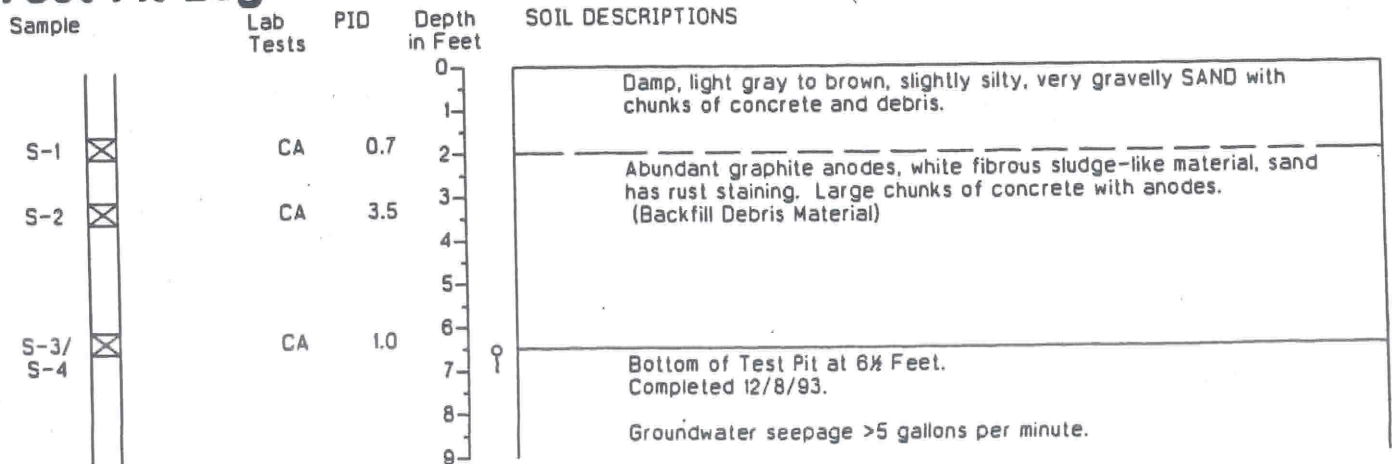 Sample
Lab Tests
PID
Depth in Feet
SOIL DESCRIPTIONS
0
Damp, light gray to brown, slightly silty, very gravelly SAND with
chunks of concrete and debris.
1
S-1 CA 0.7 2
Abundant graphite anodes, white fibrous sludge-like material, sand
has rust staining. Large chunks of concrete with anodes.
(Backfill Debris Material)
3
S-2 CA 3.5
4
5
6
S-3/
S-4
CA 1.0
Bottom of Test Pit at 6½ Feet.
7
Completed 12/8/93.
8
Groundwater seepage >5 gallons per minute.
9